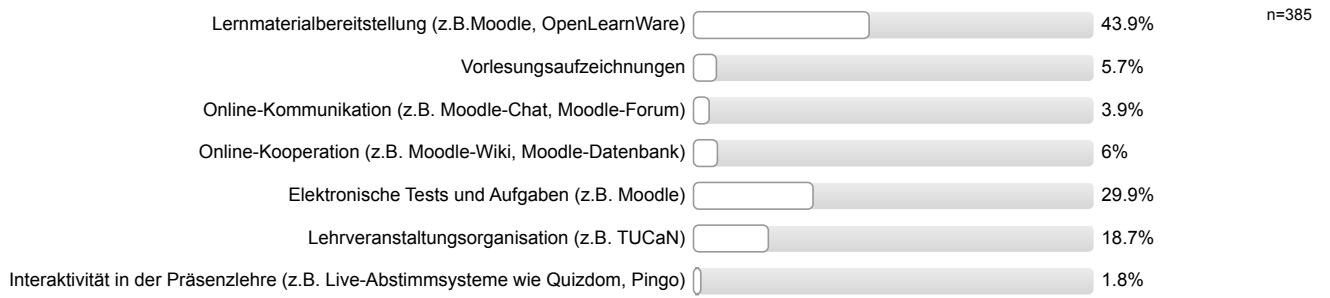 Lernmaterialbereitstellung (z.B.Moodle, OpenLearnWare) 43.9% n=385
Vorlesungsaufzeichnungen 5.7%
Online-Kommunikation (z.B. Moodle-Chat, Moodle-Forum) 3.9%
Online-Kooperation (z.B. Moodle-Wiki, Moodle-Datenbank) 6%
Elektronische Tests und Aufgaben (z.B. Moodle) 29.9%
Lehrveranstaltungsorganisation (z.B. TUCaN) 18.7%
Interaktivität in der Präsenzlehre (z.B. Live-Abstimmsysteme wie Quizdom, Pingo) 1.8%